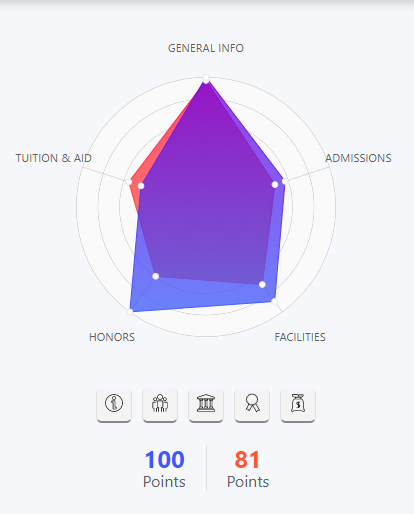 GENERAL INFO
TUITION & AID
ADMISSIONS
HONORS
FACILITIES
100
Points
81
Points